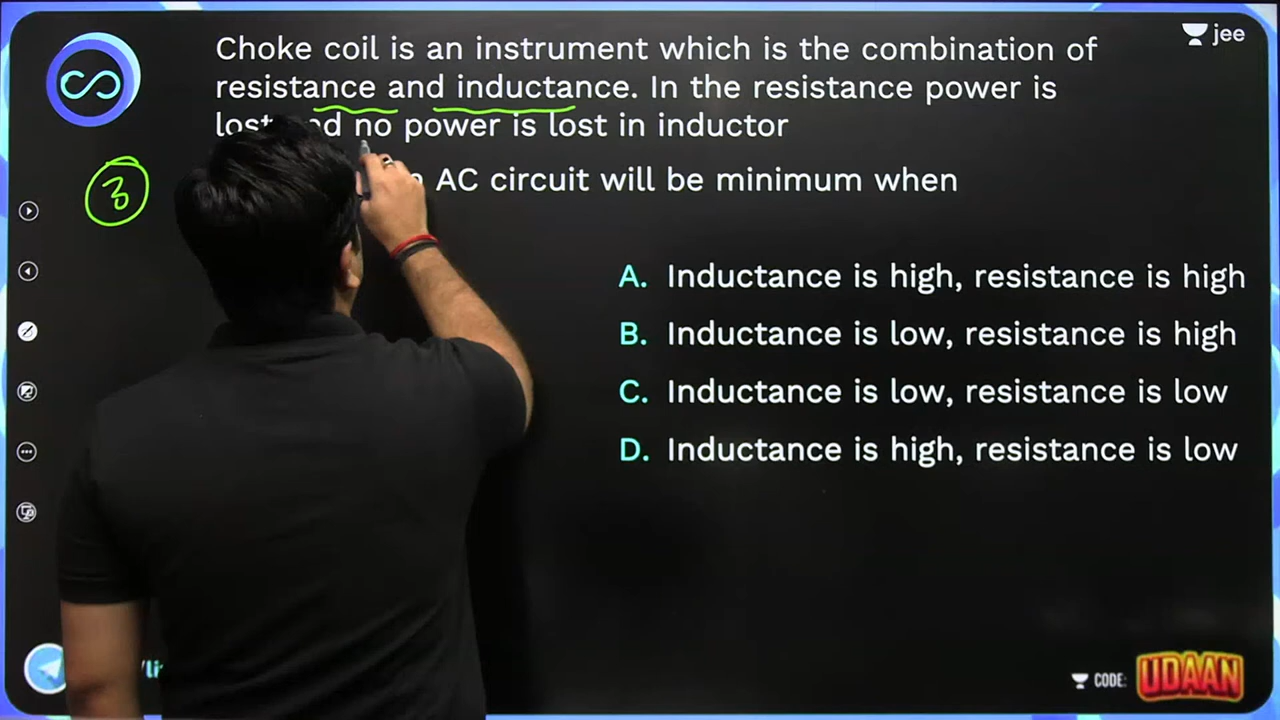 jee
Choke coil is an instrument which is the combination of
resistance and inductance. In the resistance power is
no power is lost in inductor
3
AC circuit will be minimum when
A. Inductance is high, resistance is high
B. Inductance is low, resistance is high
C. Inductance is low, resistance is low
D. Inductance is high, resistance is low
CODE: UDAAN